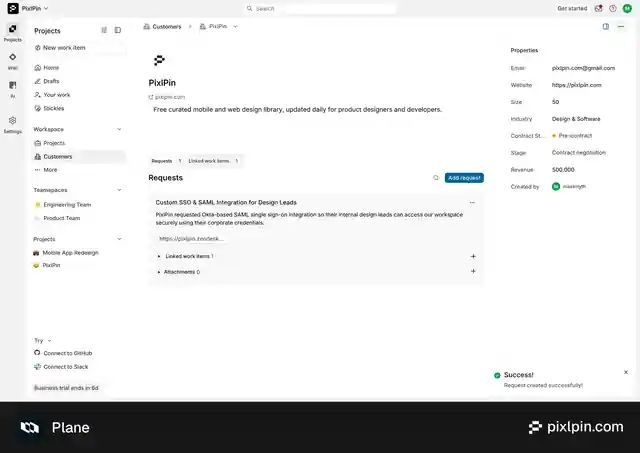 PixlPin
Search
Get started
M
Projects
Wiki
AI
Settings
Projects
New work item
Home
Drafts
Your work
Stickies
Workspace
Projects
Customers
More
Teamspaces
Engineering Team
Product Team
Projects
Mobile App Redesign
PixlPin
Try
Connect to GitHub
Connect to Slack
Business trial ends in 6d
Customers
PixlPin
PixlPin
pixlpin.com
Free curated mobile and web design library, updated daily for product designers and developers.
Requests 1 Linked work items 1
Requests
Add request
Custom SSO & SAML Integration for Design Leads
PixlPin requested Okta-based SAML single sign-on integration so their internal design leads can access our workspace
securely using their corporate credentials.
https://pixlpin.zendesk...
Linked work items 1
Attachments 0
Properties
Email pixlpin.com@gmail.com
Website https://pixlpin.com
Size 50
Industry Design & Software
Contract St... Pre-contract
Stage Contract negotiation
Revenue 500,000
Created by M
Success!
Request created successfully!
Plane
pixlpin.com